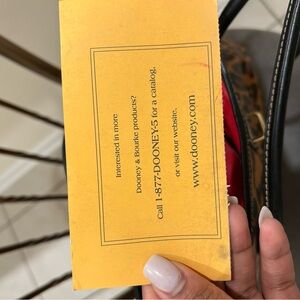 Interested in more
Dooney & Bourke products?
Call 1-877-DOONEY-5 for a catalog.
or visit our website.
www.dooney.com